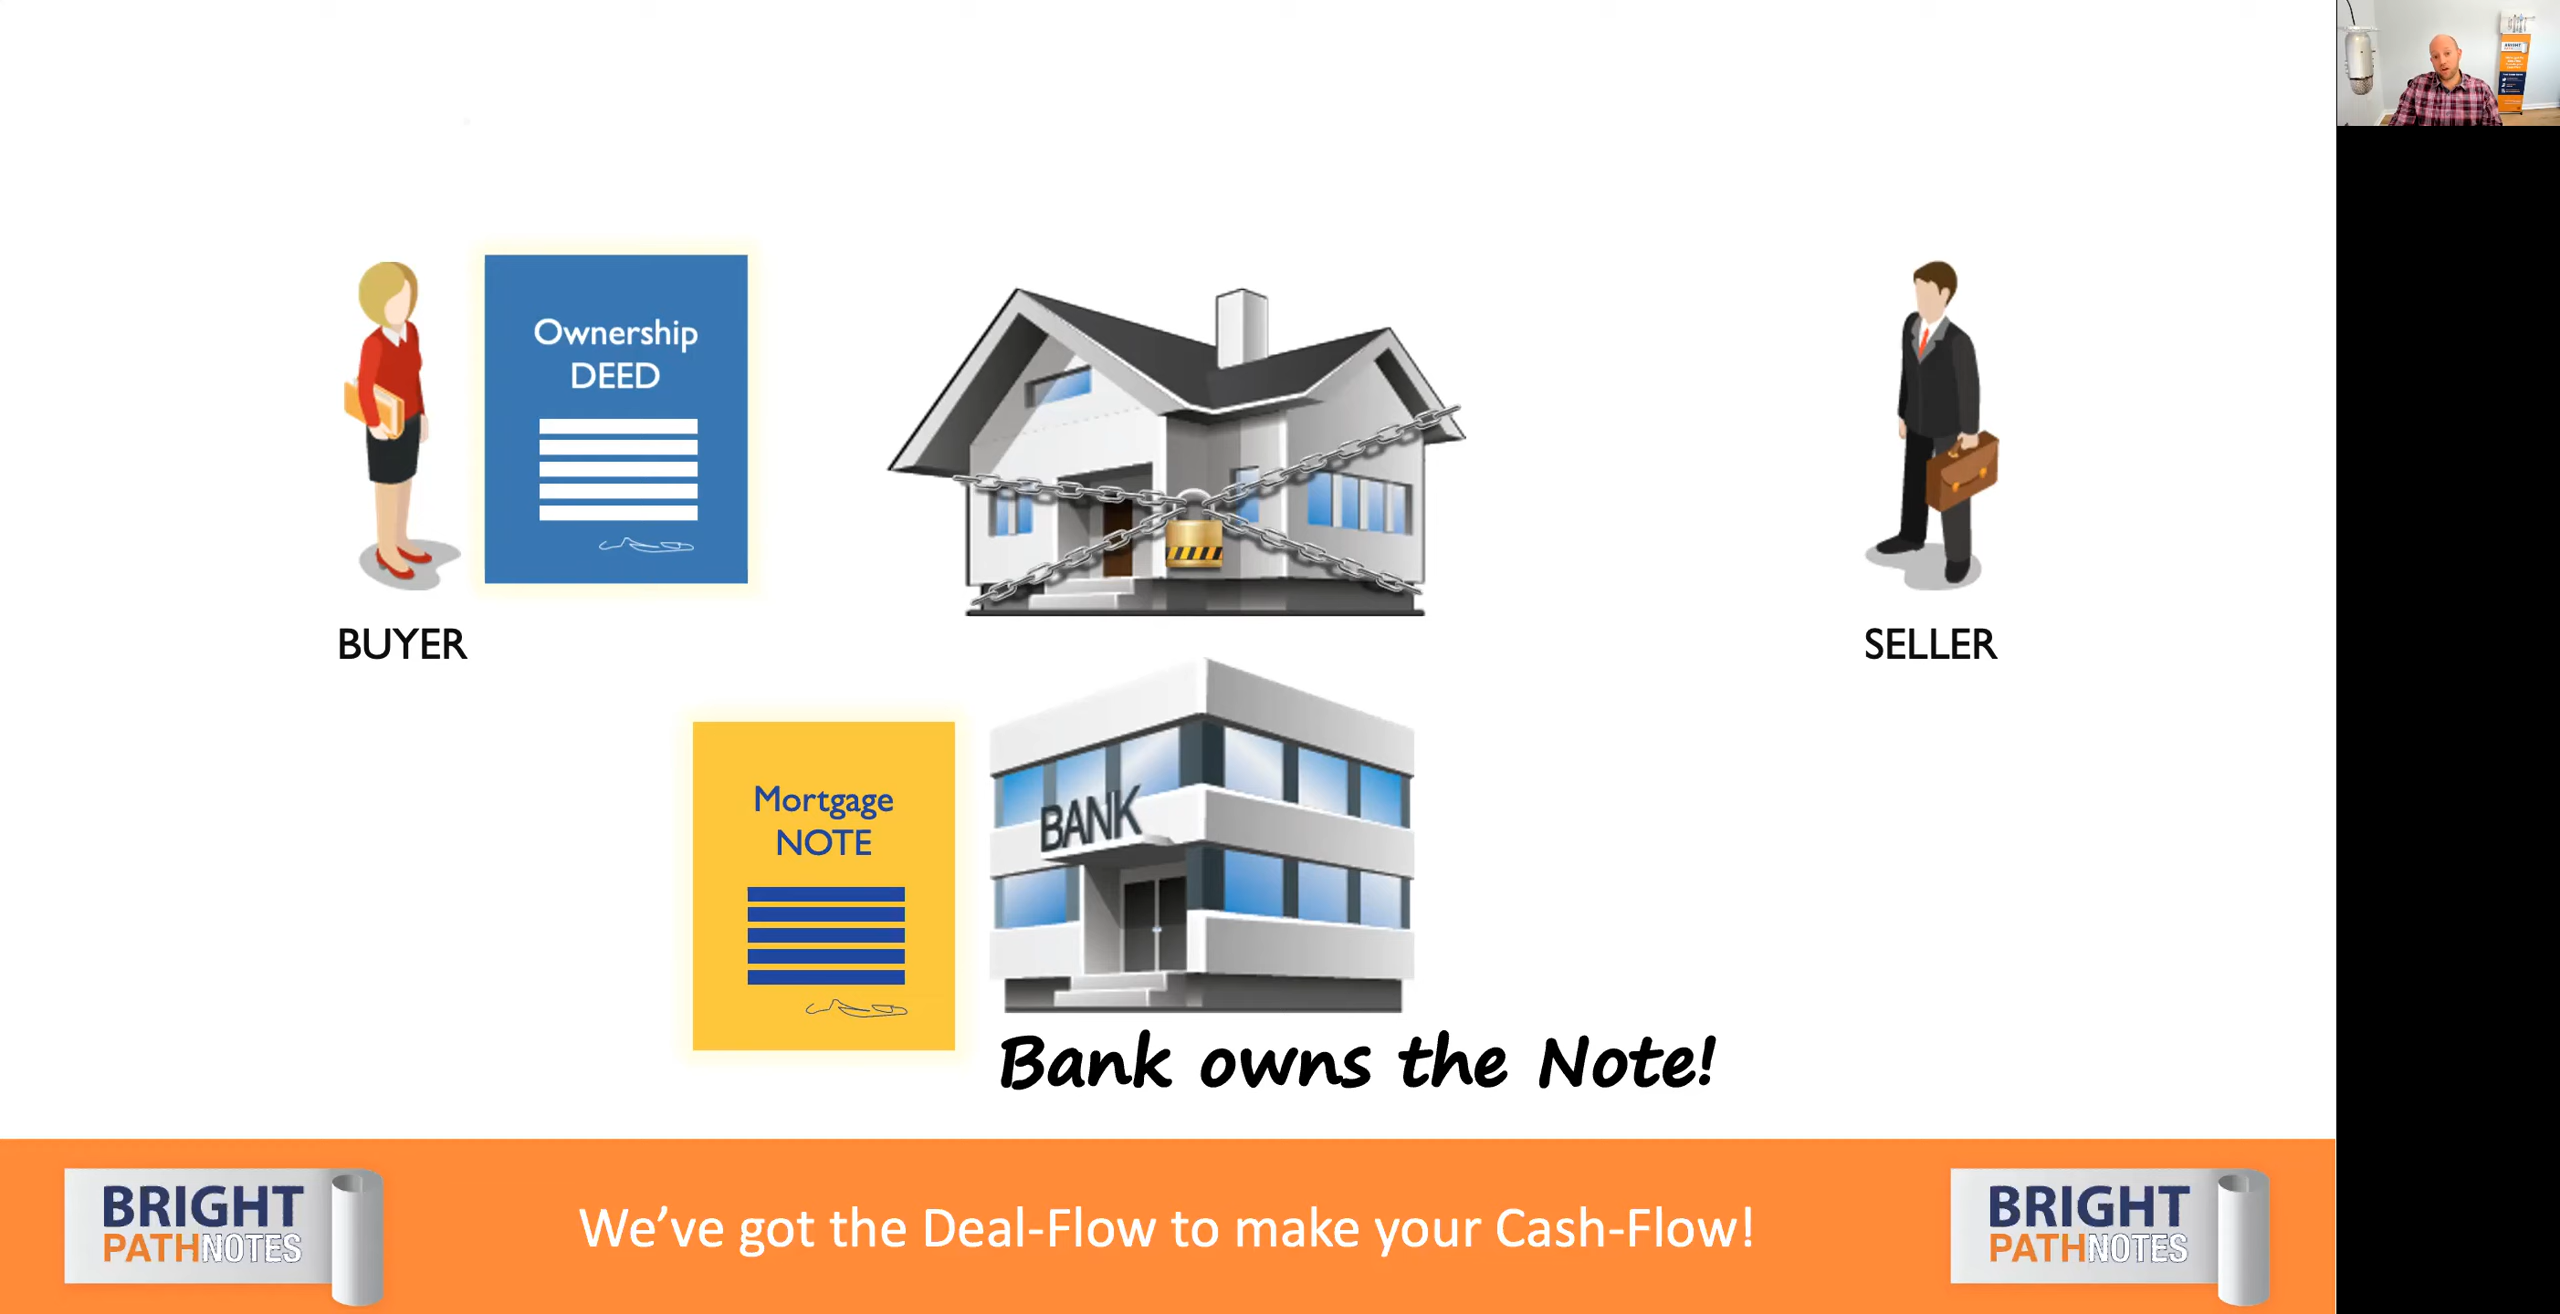 Ownership
DEED
BUYER
SELLER
Mortgage
NOTE
BANK
Bank owns the Note!
BRIGHT
PATHNOTES
We've got the Deal-Flow to make your Cash-Flow!
BRIGHT
PATHNOTES